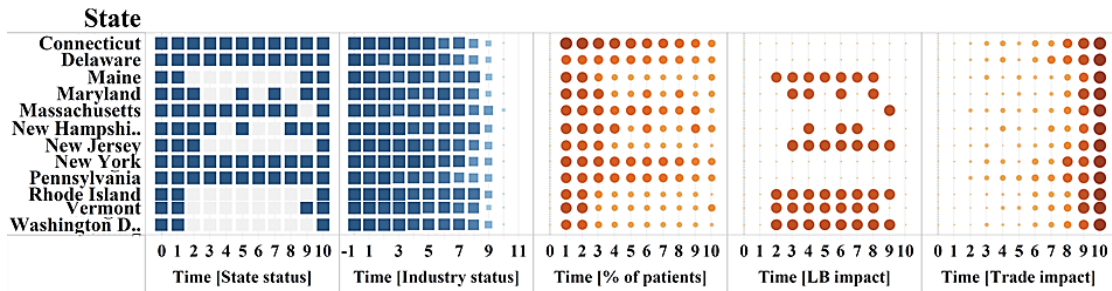 State
Connecticut
Delaware
Maine
Maryland
Massachusetts
New Hampshi..
New Jersey
New York
Pennsylvania
Rhode Island
Vermont
Washington D..
0 1 2 3 4 5 6 7 8 9 10 -1 1 3 5 7 9 11 0 1 2 3 4 5 6 7 8 9 10 0 1 2 3 4 5 6 7 8 9 10 0 1 2 3 4 5 6 7 8 9 10
Time [State status] Time [Industry status] Time [% of patients] Time [LB impact] Time [Trade impact]